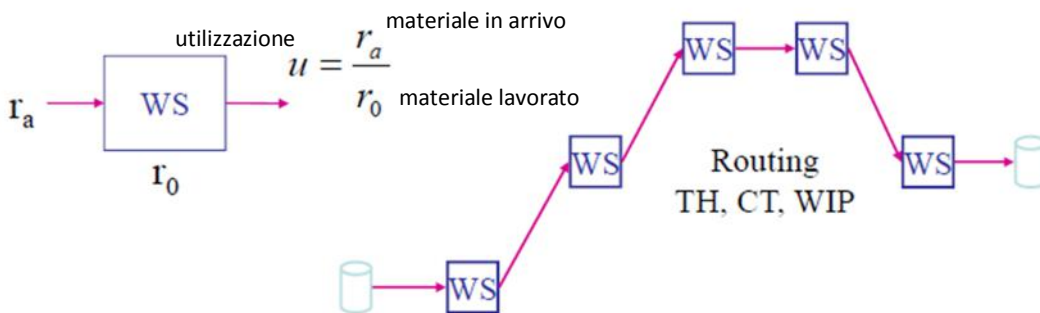 utilizzazione
u = r_a / r_0
materiale in arrivo
materiale lavorato
r_a
WS
r_0
WS
WS
WS
WS
WS
Routing
TH, CT, WIP